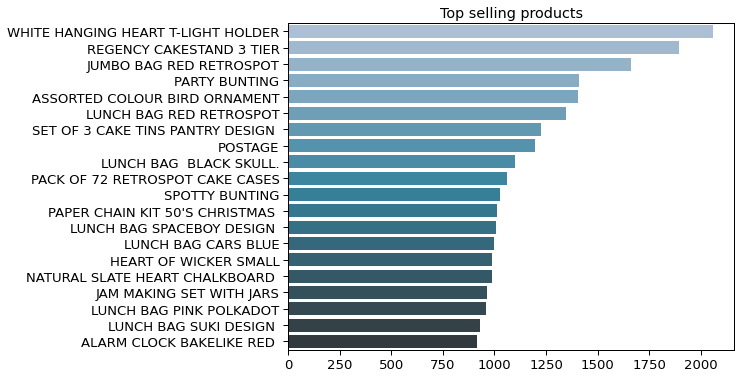 Top selling products
WHITE HANGING HEART T-LIGHT HOLDER
REGENCY CAKESTAND 3 TIER
JUMBO BAG RED RETROSPOT
PARTY BUNTING
ASSORTED COLOUR BIRD ORNAMENT
LUNCH BAG RED RETROSPOT
SET OF 3 CAKE TINS PANTRY DESIGN
POSTAGE
LUNCH BAG  BLACK SKULL.
PACK OF 72 RETROSPOT CAKE CASES
SPOTTY BUNTING
PAPER CHAIN KIT 50'S CHRISTMAS
LUNCH BAG SPACEBOY DESIGN
LUNCH BAG CARS BLUE
HEART OF WICKER SMALL
NATURAL SLATE HEART CHALKBOARD
JAM MAKING SET WITH JARS
LUNCH BAG PINK POLKADOT
LUNCH BAG SUKI DESIGN
ALARM CLOCK BAKELIKE RED
0 250 500 750 1000 1250 1500 1750 2000